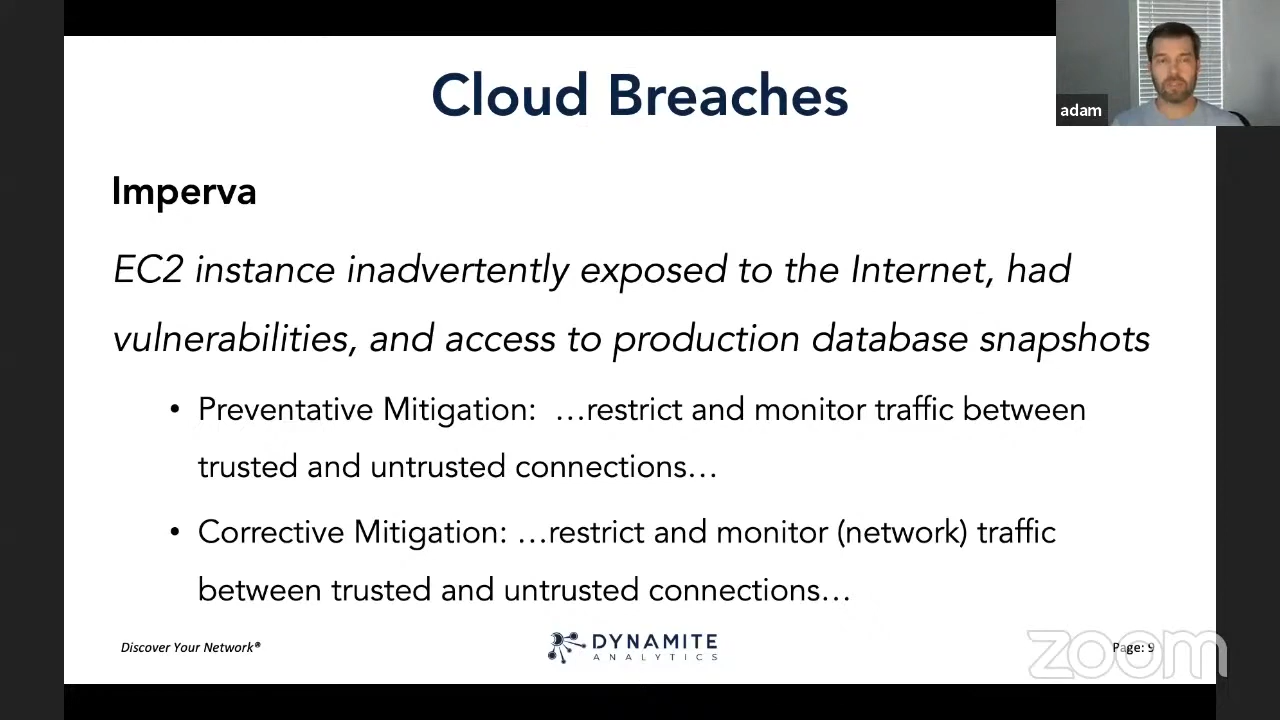 Cloud Breaches
adam
Imperva
EC2 instance inadvertently exposed to the Internet, had
vulnerabilities, and access to production database snapshots
• Preventative Mitigation:  …restrict and monitor traffic between
trusted and untrusted connections…
• Corrective Mitigation: …restrict and monitor (network) traffic
between trusted and untrusted connections…
Discover Your Network®
DYNAMITE
ANALYTICS
Page: 9
zoom